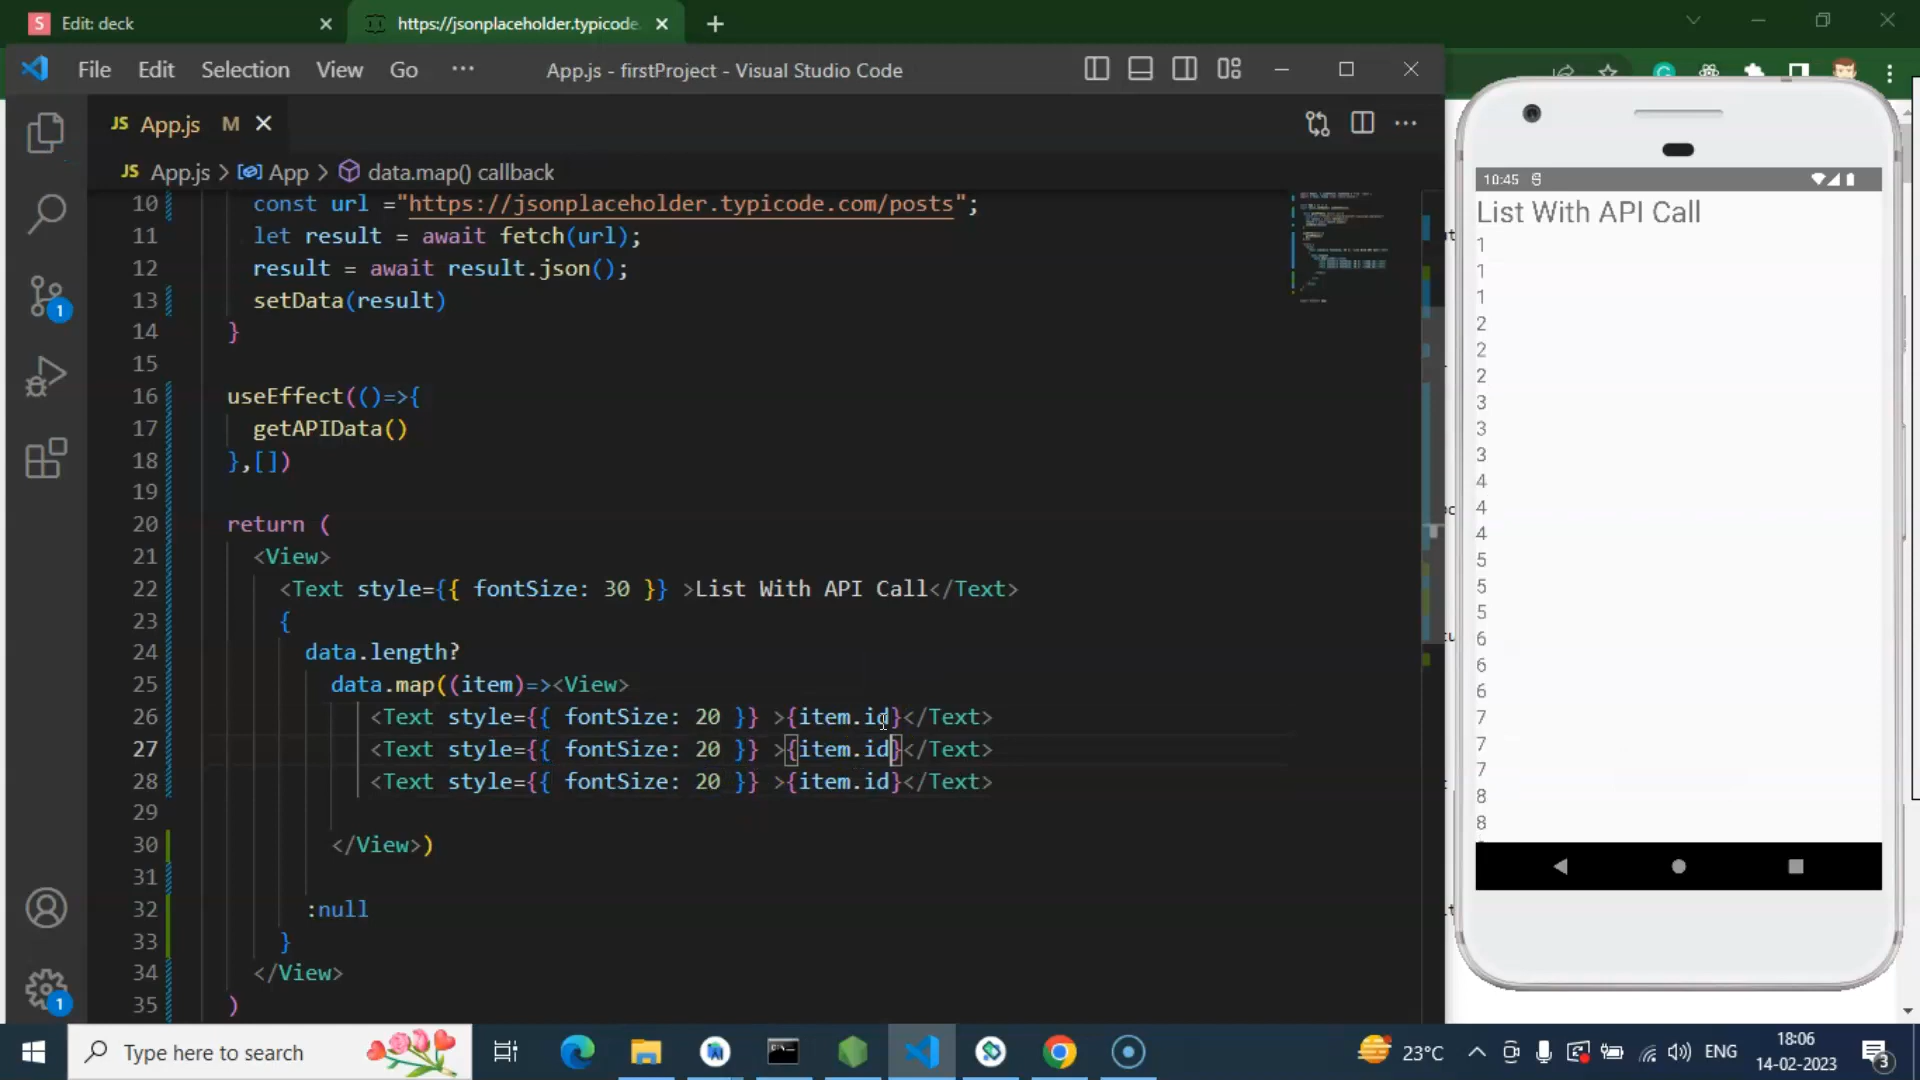 Edit: deck
https://jsonplaceholder.typicode.
File Edit Selection View Go ···
App.js - firstProject - Visual Studio Code
JS App.js M
JS App.js > App > data.map() callback
10 const url ="https://jsonplaceholder.typicode.com/posts";
11 let result = await fetch(url);
12 result = await result.json();
13 setData(result)
14 }
15
16 useEffect(()=>{
17 getAPIData()
18 },[])
19
20 return (
21 <View>
22 <Text style={{ fontSize: 30 }} >List With API Call</Text>
23 {
24 data.length?
25 data.map((item)=><View>
26 <Text style={{ fontSize: 20 }} >{item.id}</Text>
27 <Text style={{ fontSize: 20 }} >{item.id}</Text>
28 <Text style={{ fontSize: 20 }} >{item.id}</Text>
29
30 </View>)
31
32 :null
33 }
34 </View>
35 )
1
1
10:45
List With API Call
1
1
1
2
2
2
3
3
3
4
4
4
5
5
5
6
6
6
7
7
7
8
8
Type here to search
23°C
ENG
18:06
14-02-2023
3